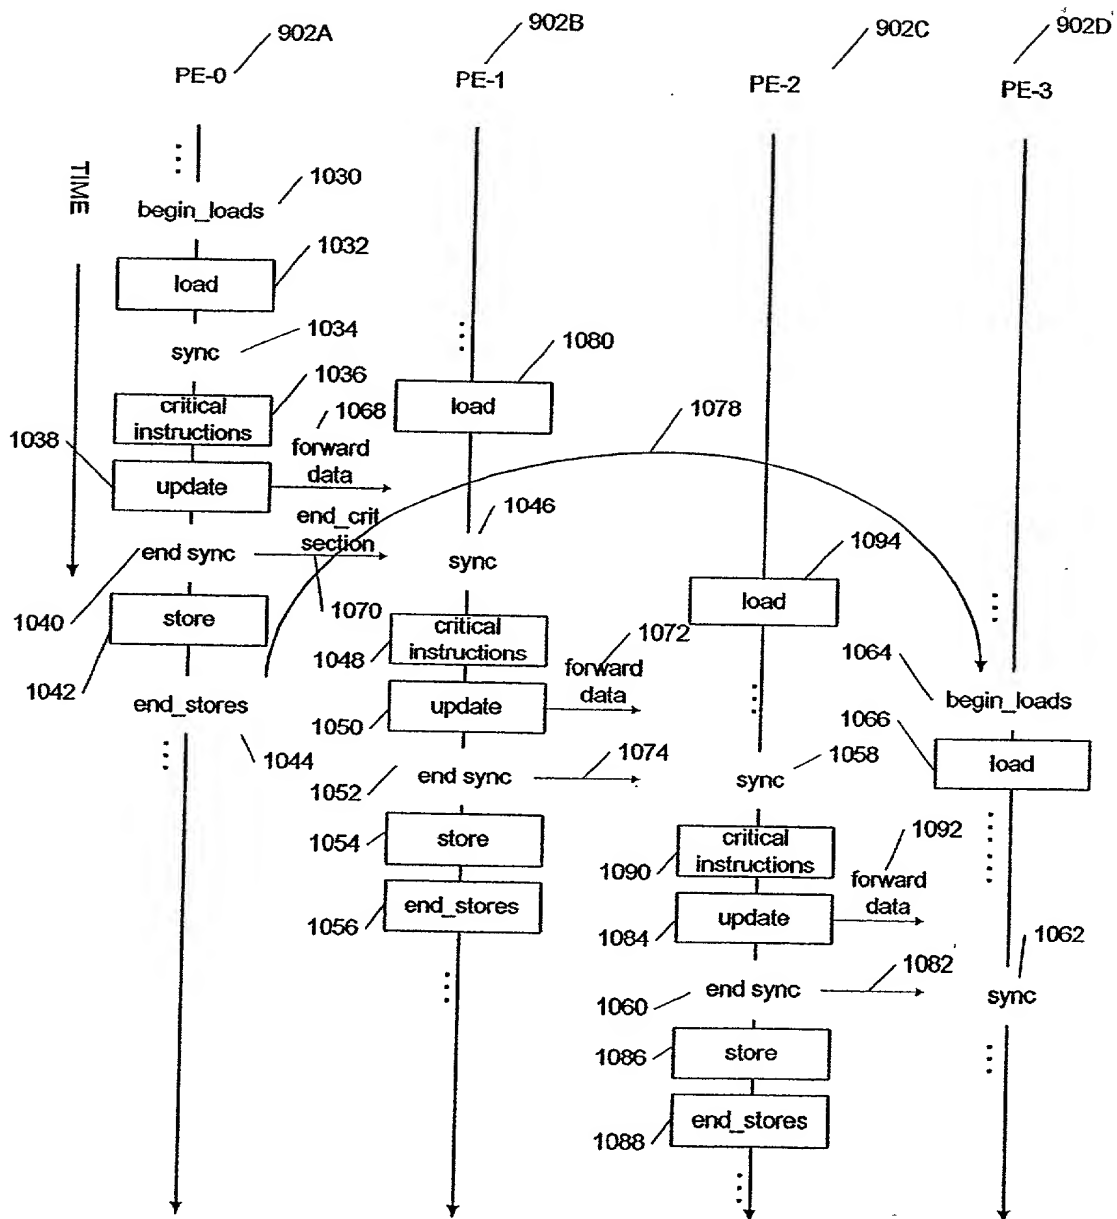 902A
902B
902C
902D
PE-0
PE-1
PE-2
PE-3
TIME
1030
begin_loads
1032
load
1034
sync
1080
load
1036
critical
instructions
1068
forward
data
1078
1038
update
end_crit
section
1046
end sync
sync
1094
load
1040
1070
store
1042
critical
instructions
1048
1072
forward
data
1064
end_stores
1044
update
1050
begin_loads
1066
load
end sync
1052
1074
sync
1058
store
1054
critical
instructions
1090
1092
forward
data
end_stores
1056
update
1084
1062
end sync
1060
1082
sync
store
1086
end_stores
1088